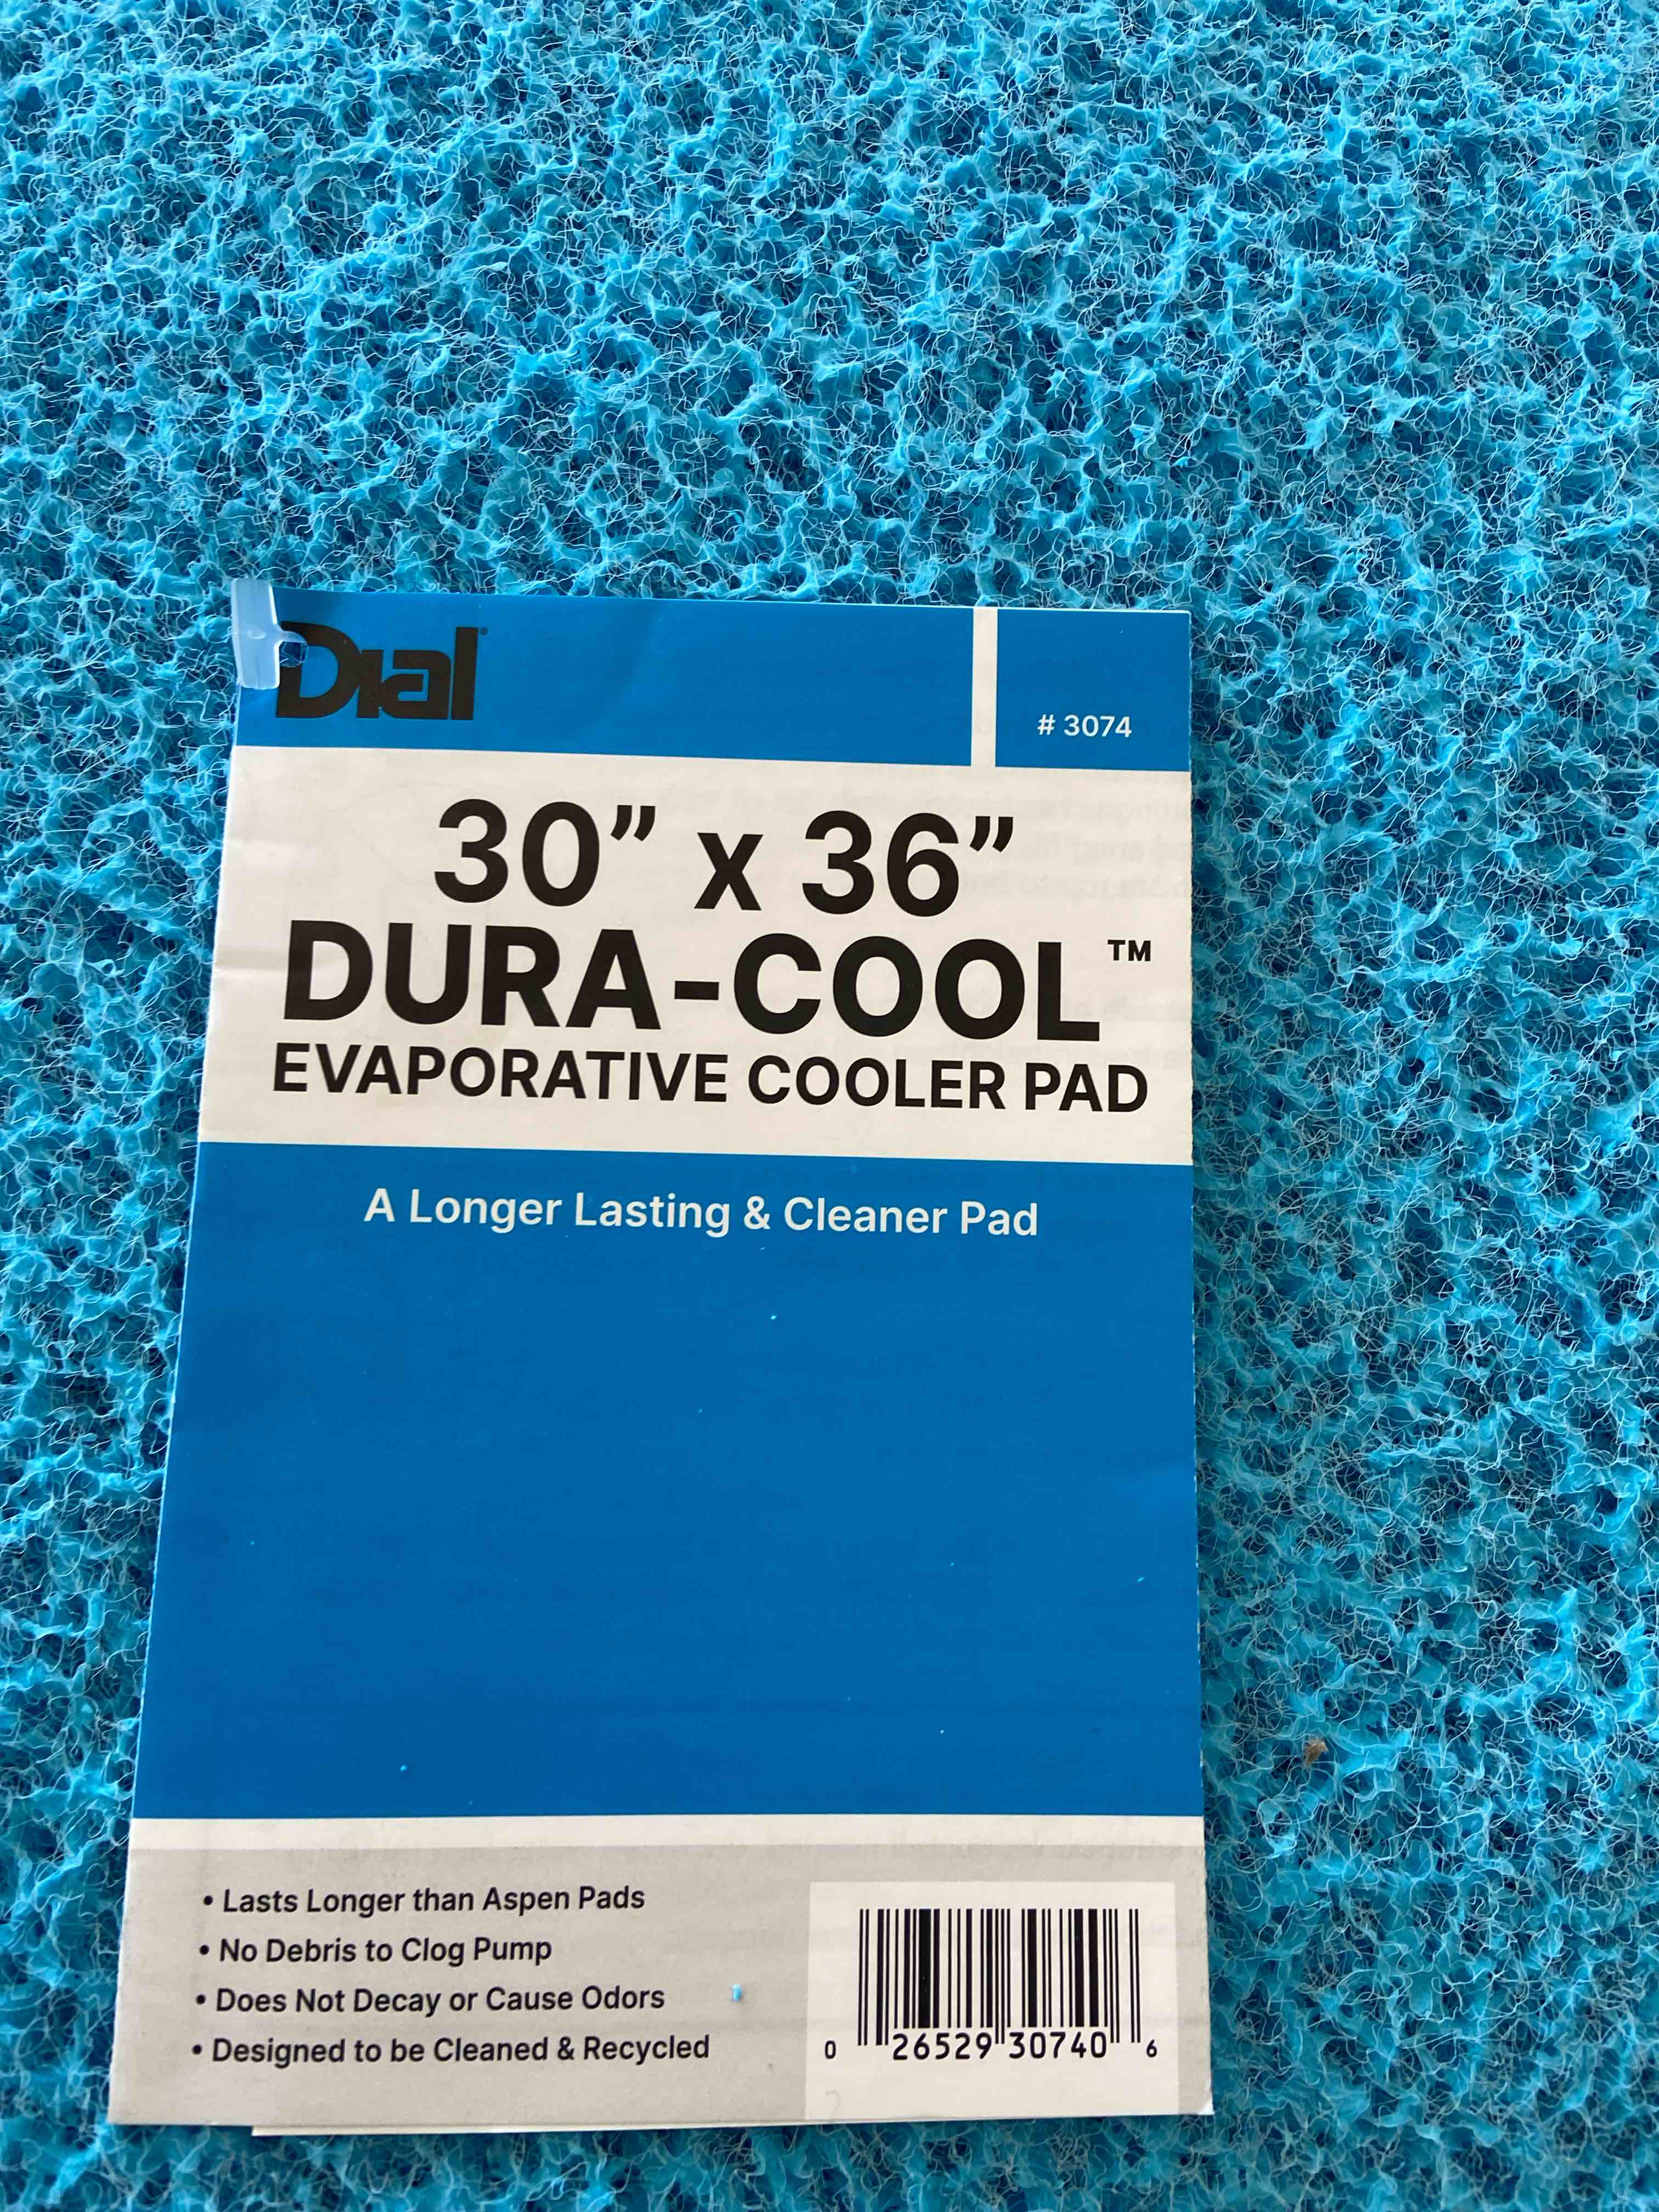 Dial®
# 3074
30” x 36”
DURA-COOL™
EVAPORATIVE COOLER PAD
A Longer Lasting & Cleaner Pad
• Lasts Longer than Aspen Pads
• No Debris to Clog Pump
• Does Not Decay or Cause Odors
• Designed to be Cleaned & Recycled
0 26529 30740 6